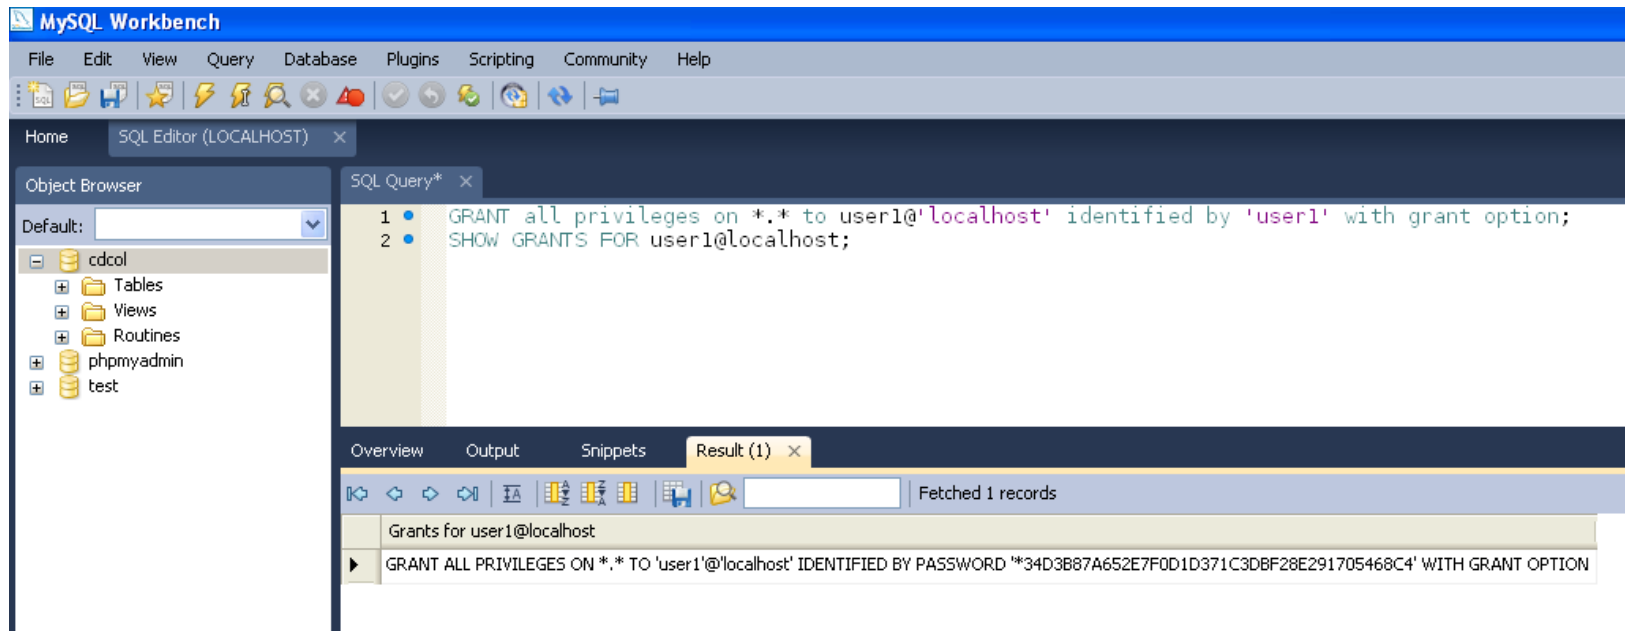 MySQL Workbench
File Edit View Query Database Plugins Scripting Community Help
Home SQL Editor (LOCALHOST)
Object Browser
Default:
cdcol
Tables
Views
Routines
phpmyadmin
test
SQL Query*
1 GRANT all privileges on *.* to user1@'localhost' identified by 'user1' with grant option;
2 SHOW GRANTS FOR user1@localhost;
Overview Output Snippets Result (1)
Fetched 1 records
Grants for user1@localhost
GRANT ALL PRIVILEGES ON *.* TO 'user1'@'localhost' IDENTIFIED BY PASSWORD '*34D3B87A652E7F0D1D371C3DBF28E291705468C4' WITH GRANT OPTION